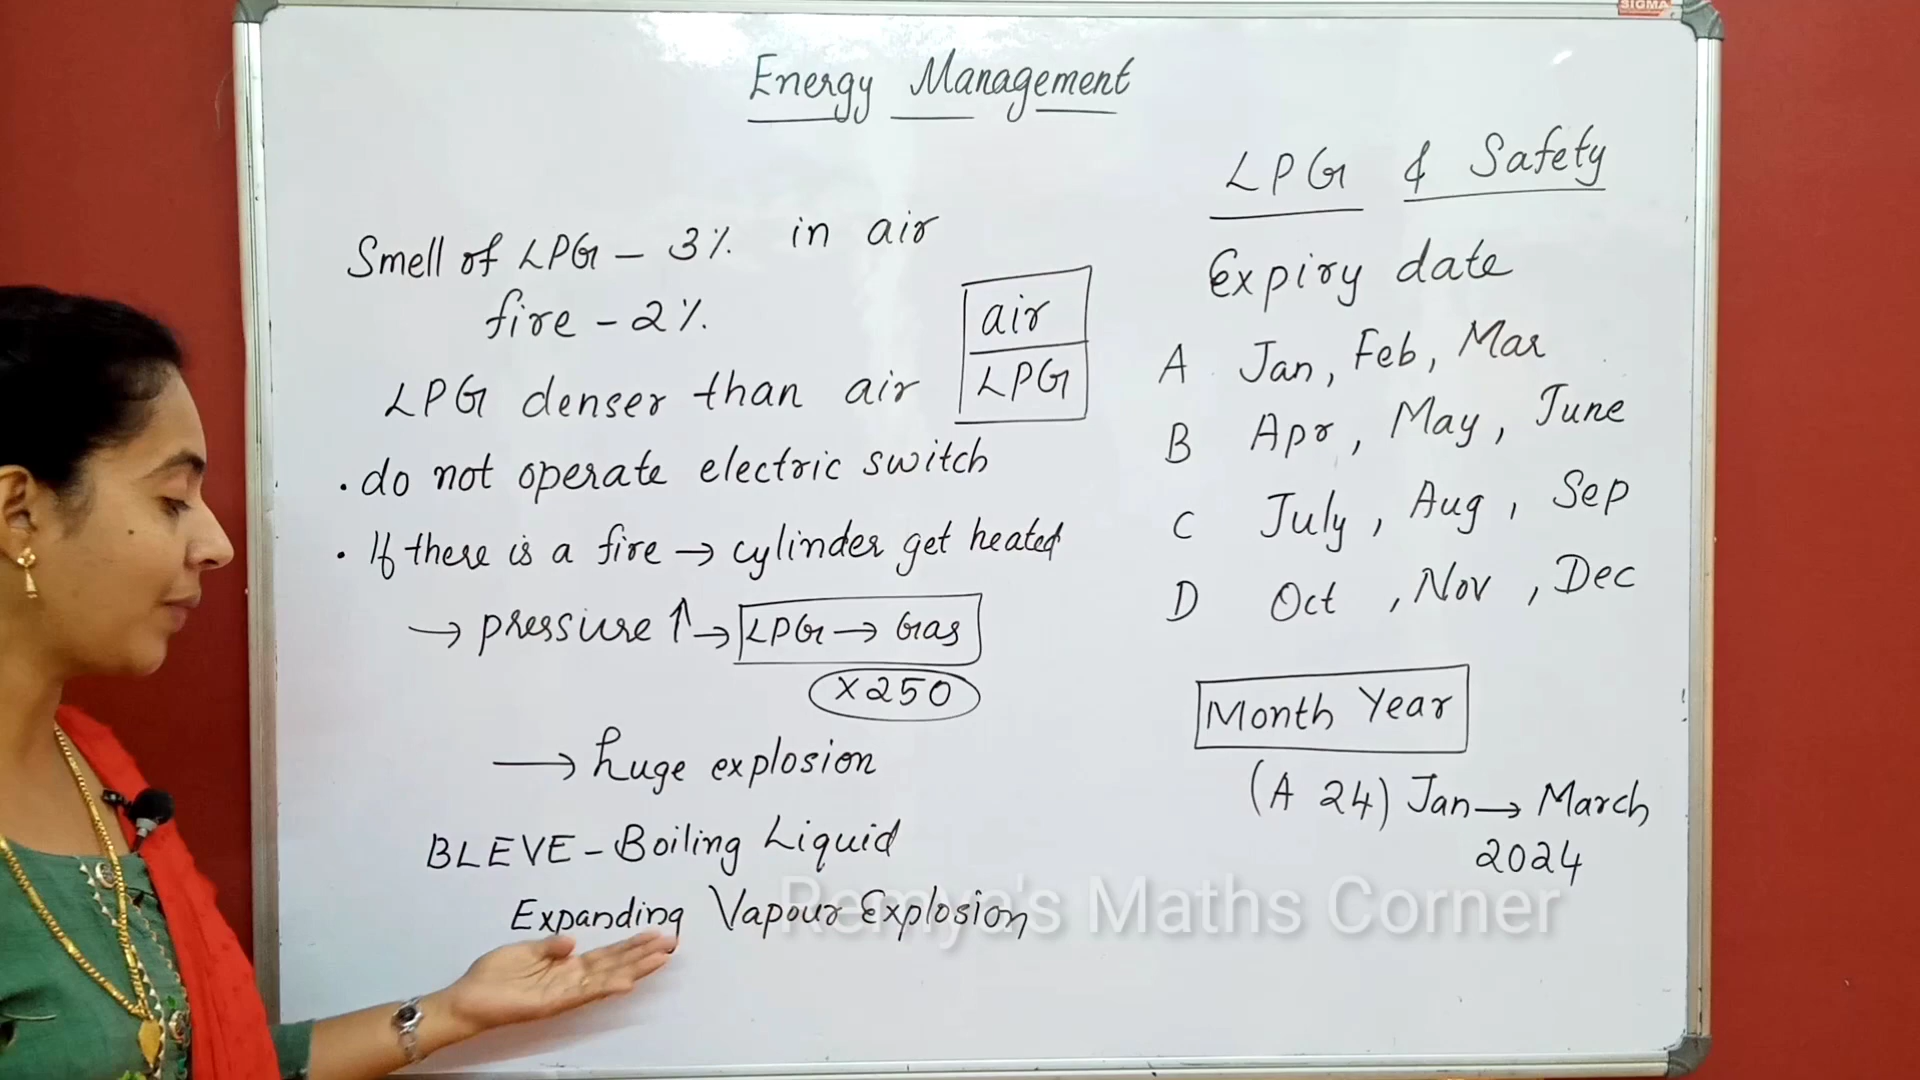 SIGMA
Energy Management
Smell of LPG – 3% in air
fire – 2%
LPG denser than air
air
LPG
. do not operate electric switch
. If there is a fire → cylinder get heated
→ pressure ↑ → LPG → Gas
x250
→ huge explosion
BLEVE – Boiling Liquid
Expanding Vapour Explosion
LPG & Safety
Expiry date
A Jan, Feb, Mar
B Apr, May, June
C July, Aug, Sep
D Oct, Nov, Dec
Month Year
(A 24) Jan → March
2024
Remya's Maths Corner